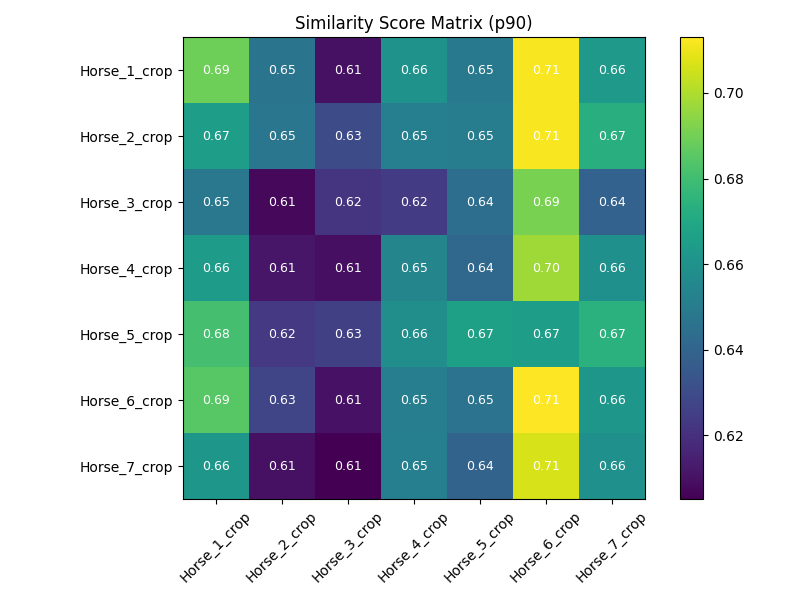 Similarity Score Matrix (p90)
Horse_1_crop 0.69 0.65 0.61 0.66 0.65 0.71 0.66
Horse_2_crop 0.67 0.65 0.63 0.65 0.65 0.71 0.67
Horse_3_crop 0.65 0.61 0.62 0.62 0.64 0.69 0.64
Horse_4_crop 0.66 0.61 0.61 0.65 0.64 0.70 0.66
Horse_5_crop 0.68 0.62 0.63 0.66 0.67 0.67 0.67
Horse_6_crop 0.69 0.63 0.61 0.65 0.65 0.71 0.66
Horse_7_crop 0.66 0.61 0.61 0.65 0.64 0.71 0.66
Horse_1_crop Horse_2_crop Horse_3_crop Horse_4_crop Horse_5_crop Horse_6_crop Horse_7_crop
0.70
0.68
0.66
0.64
0.62